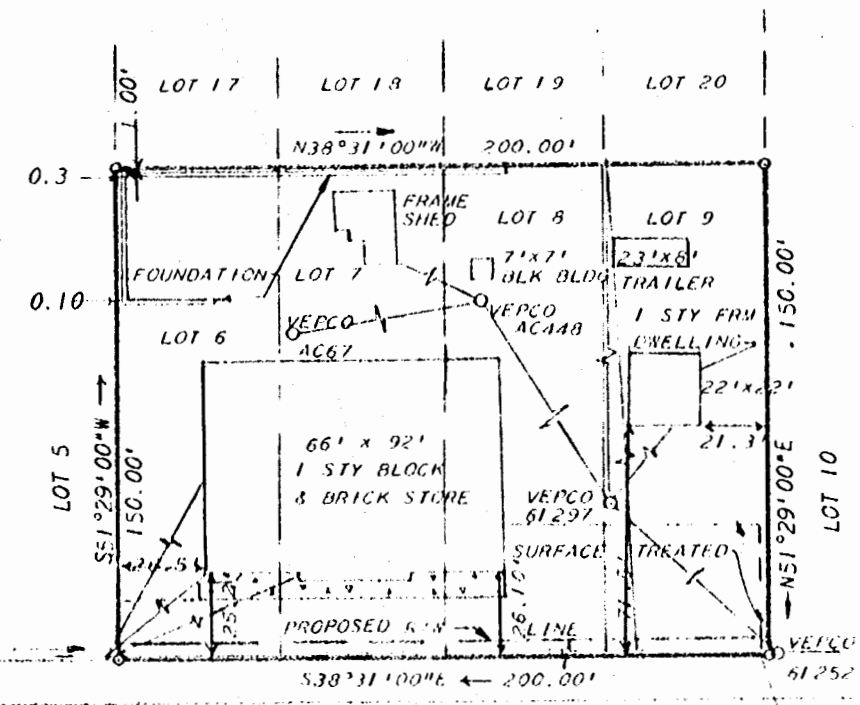 LOT 17 LOT 18 LOT 19 LOT 20
1.00'
N38°31'00"W 200.00'
0.3
FRAME
SHED
LOT 8 LOT 9
7'X7'
BLK BLDG
23'X8'
TRAILER
FOUNDATION
LOT 7
150.00'
0.10
VEPCO
AC448
VEPCO
AC67
LOT 6
1 STY FRM
DWELLING
22'X22'
21.3'
66' X 92'
1 STY BLOCK
& BRICK STORE
LOT 5
S51°29'00"W
150.00'
VEPCO
61297
LOT 10
N51°29'00"E
SURFACE TREATED
26.10'
PROPOSED R/W LINE
VEPCO
61252
S38°31'00"E 200.00'